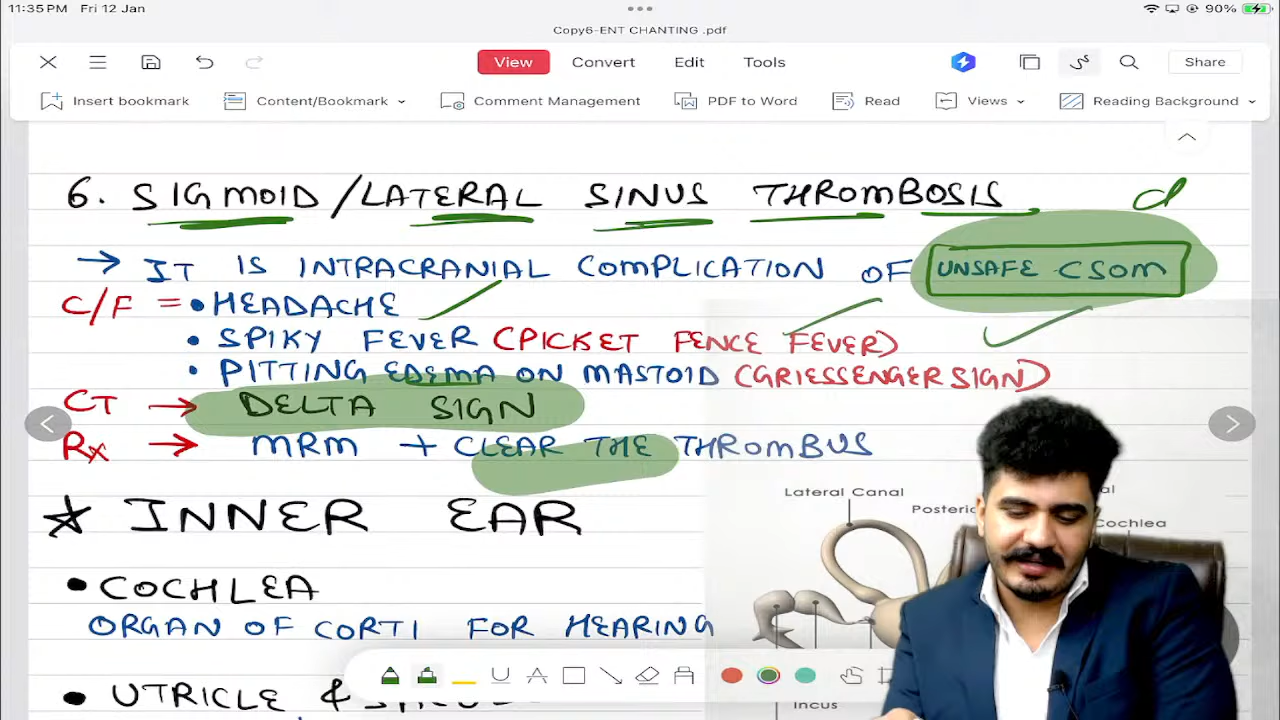 11:35 PM Fri 12 Jan
90%
Copy6-ENT CHANTING .pdf
View Convert Edit Tools
Share
Insert bookmark Content/Bookmark Comment Management PDF to Word Read Views Reading Background
6. SIGMOID/LATERAL SINUS THROMBOSIS d
→ IT IS INTRACRANIAL COMPLICATION OF UNSAFE CSOM
C/F = • HEADACHE
• SPIKY FEVER (PICKET FENCE FEVER)
• PITTING EDEMA ON MASTOID (GRIESSENGER SIGN)
CT → DELTA SIGN
Rx → MRM + CLEAR THE THROMBUS
Lateral Canal
Posterio
Cochlea
★ INNER EAR
• COCHLEA
ORGAN OF CORTI FOR HEARING
• UTRICLE &
Incus